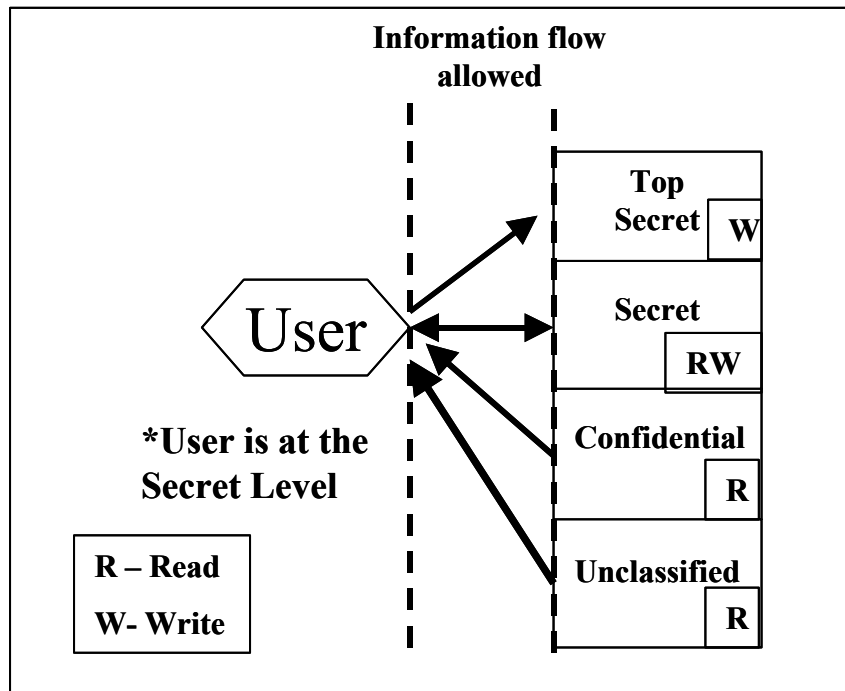 Information flow
allowed
Top
Secret
W
User
Secret
RW
*User is at the
Secret Level
Confidential
R
R – Read
W- Write
Unclassified
R